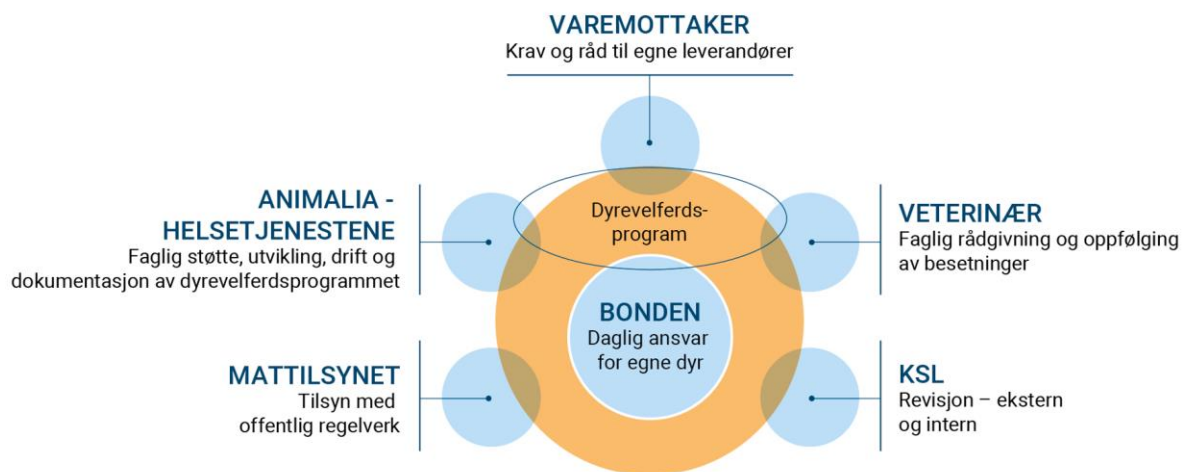 VAREMOTTAKER
Krav og råd til egne leverandører
ANIMALIA -
HELSETJENESTENE
Faglig støtte, utvikling, drift og
dokumentasjon av dyrevelferdsprogrammet
Dyrevelferds-
program
VETERINÆR
Faglig rådgivning og oppfølging
av besetninger
BONDEN
Daglig ansvar
for egne dyr
MATTILSYNET
Tilsyn med
offentlig regelverk
KSL
Revisjon – ekstern
og intern